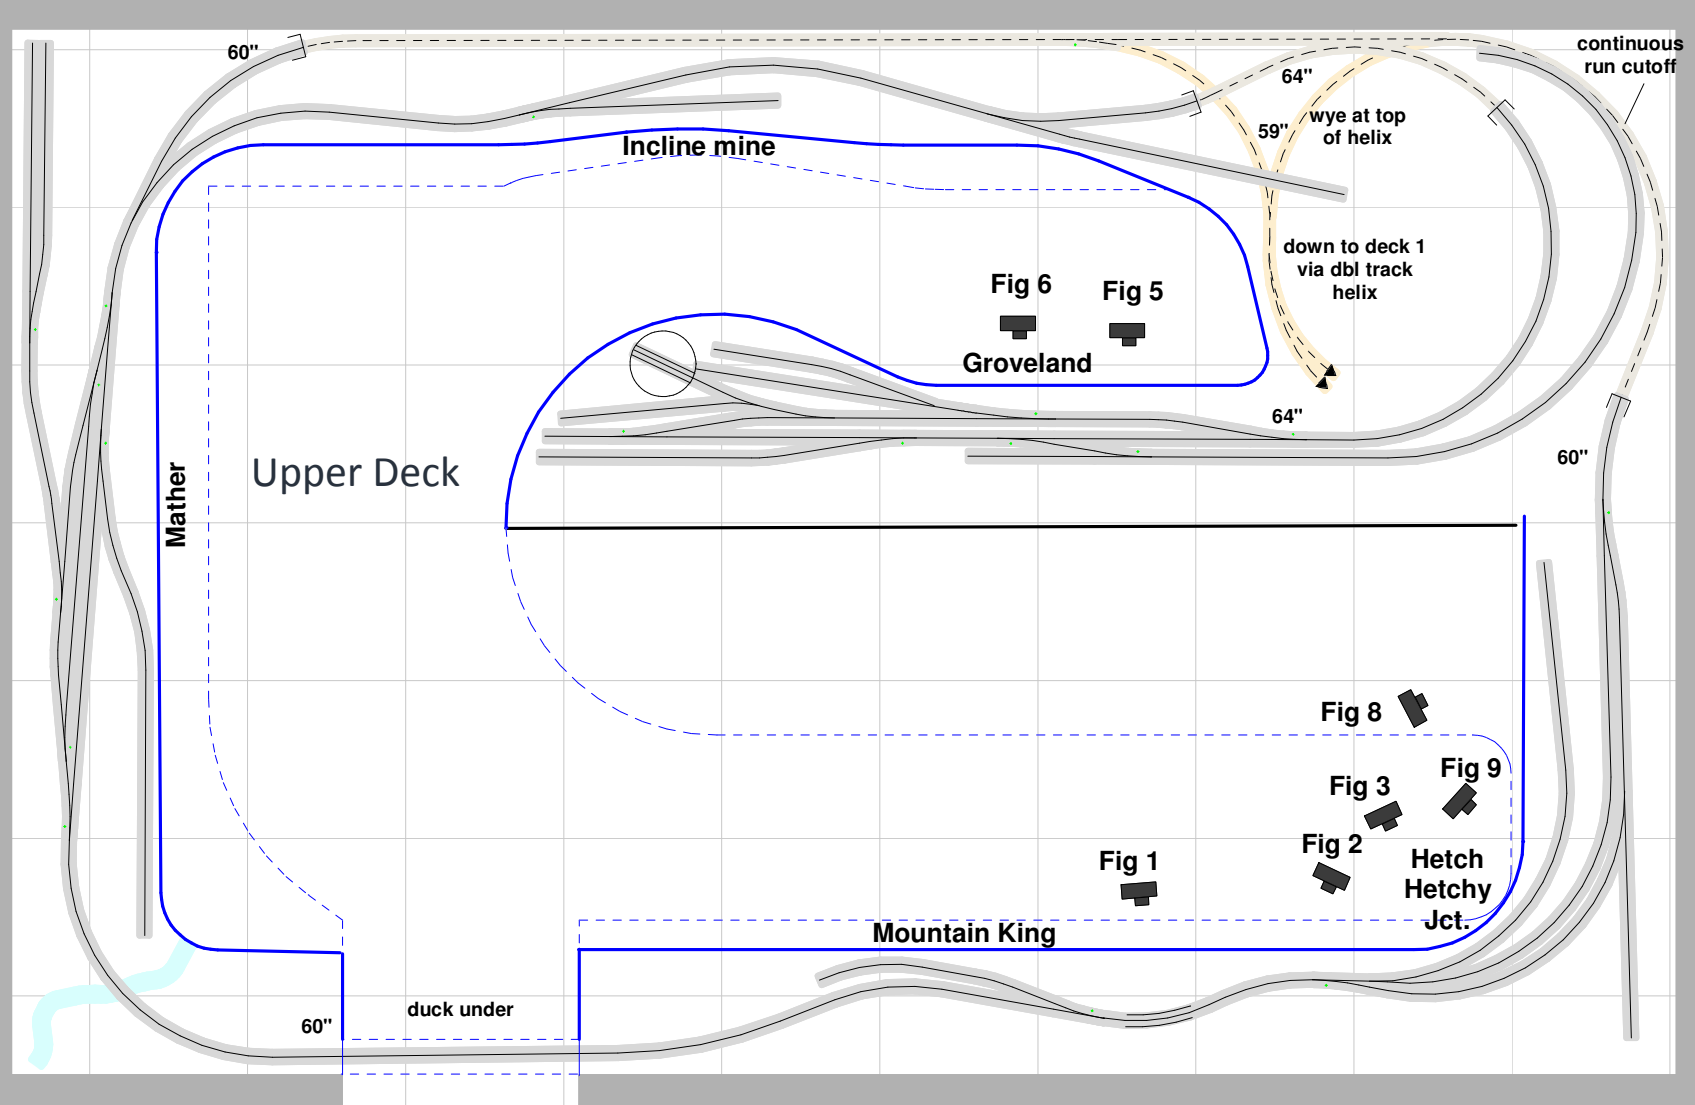 60"
continuous
run cutoff
64"
wye at top
of helix
59"
Incline mine
down to deck 1
via dbl track
helix
Fig 6
Fig 5
Groveland
64"
60"
Upper Deck
Mather
Fig 8
Fig 9
Fig 3
Fig 2
Fig 1
Hetch
Hetchy
Jct.
Mountain King
duck under
60"